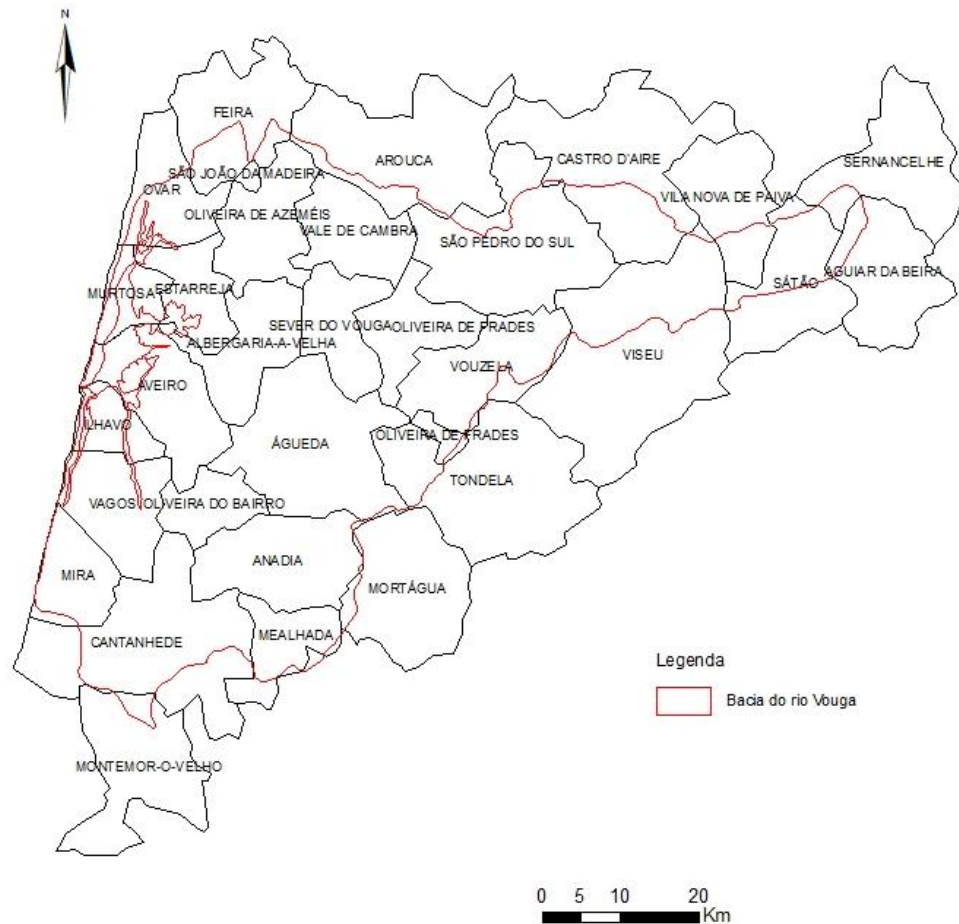 N
FEIRA
AROUCA
CASTRO D'AIRE
SERNANCELHE
SÃO JOÃO DA MADEIRA
OVAR
VILA NOVA DE PAIVA
OLIVEIRA DE AZEMÉIS
VALE DE CAMBRA
SÃO PEDRO DO SUL
AGUIAR DA BEIRA
SÁTÃO
MURTOSA
ESTARREJA
SEVER DO VOUGA
OLIVEIRA DE FRADES
ALBERGARIA-A-VELHA
VISEU
VOUZELA
AVEIRO
ILHAVO
ÁGUEDA
OLIVEIRA DE FRADES
TONDELA
VAGOS
OLIVEIRA DO BAIRRO
ANADIA
MIRA
MORTÁGUA
CANTANHEDE
MEALHADA
Legenda
Bacia do rio Vouga
MONTEMOR-O-VELHO
0 5 10 20
Km